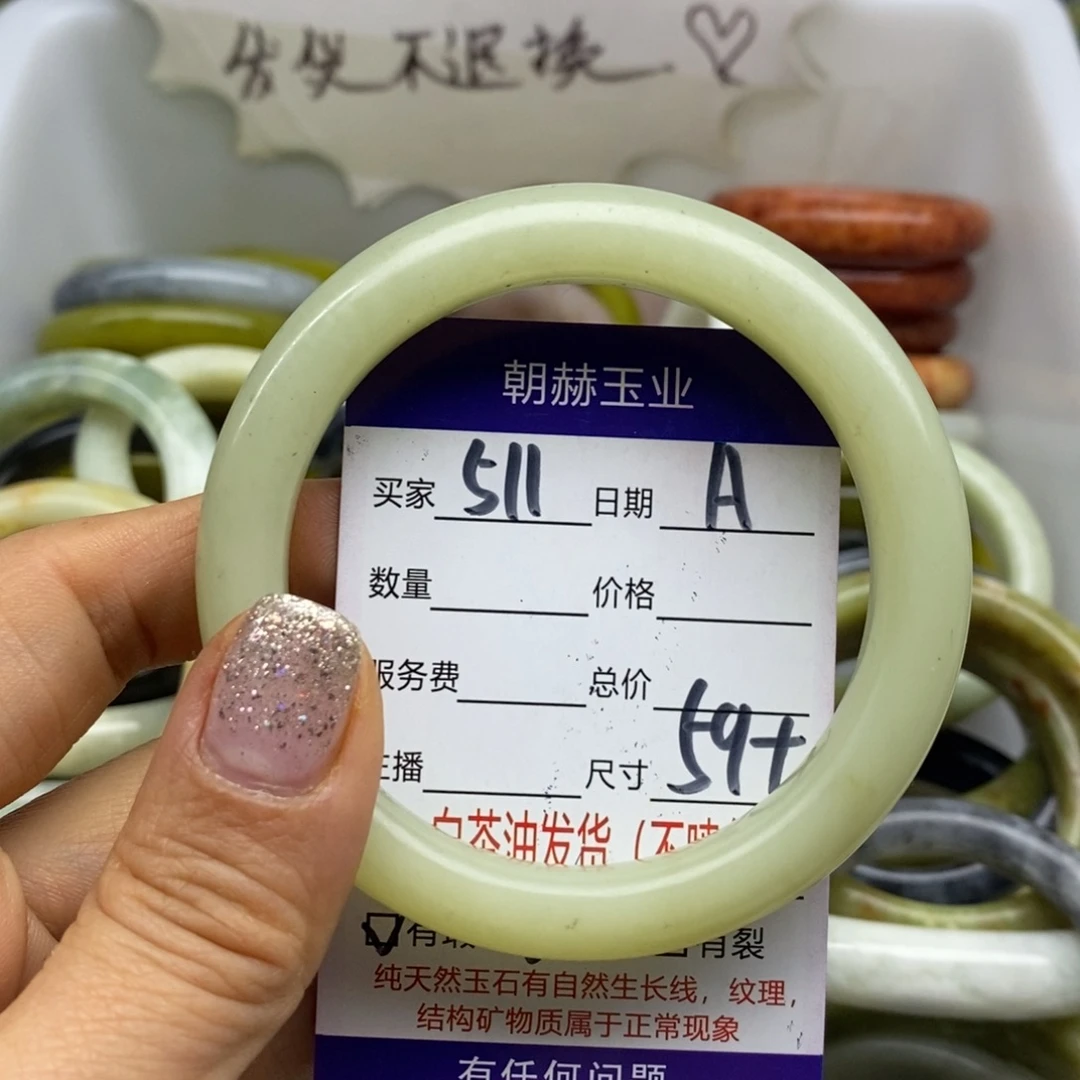 不退换
朝赫玉业
买家 511 日期 A
数量 价格
服务费 总价
主播 尺寸 59+
白茶油发货（不
有瑕 有裂
纯天然玉石有自然生长线，纹理，
结构矿物质属于正常现象
有任何问题